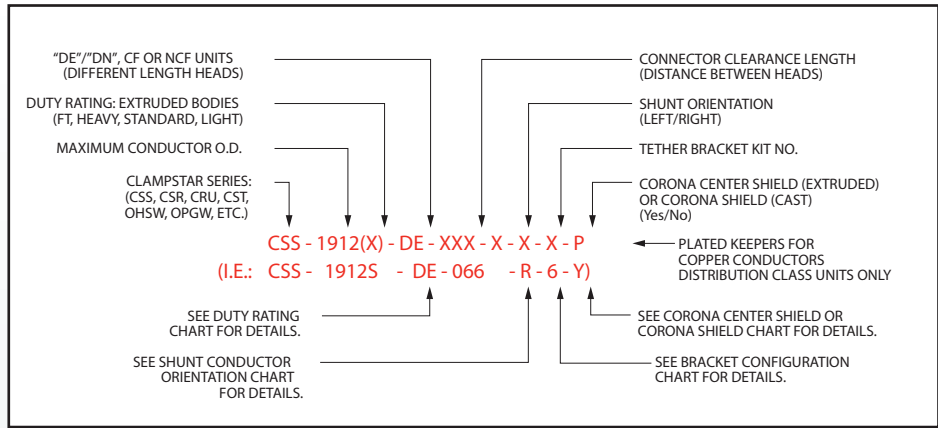 "DE"/"DN", CF OR NCF UNITS
(DIFFERENT LENGTH HEADS)
DUTY RATING: EXTRUDED BODIES
(FT, HEAVY, STANDARD, LIGHT)
MAXIMUM CONDUCTOR O.D.
CLAMPSTAR SERIES:
(CSS, CSR, CRU, CST,
OHSW, OPGW, ETC.)
CONNECTOR CLEARANCE LENGTH
(DISTANCE BETWEEN HEADS)
SHUNT ORIENTATION
(LEFT/RIGHT)
TETHER BRACKET KIT NO.
CORONA CENTER SHIELD (EXTRUDED)
OR CORONA SHIELD (CAST)
(Yes/No)
CSS - 1912(X) - DE - XXX - X - X - X - P
(I.E.: CSS - 1912S - DE - 066 - R - 6 - Y)
PLATED KEEPERS FOR
COPPER CONDUCTORS
DISTRIBUTION CLASS UNITS ONLY
SEE DUTY RATING
CHART FOR DETAILS.
SEE SHUNT CONDUCTOR
ORIENTATION CHART
FOR DETAILS.
SEE CORONA CENTER SHIELD OR
CORONA SHIELD CHART FOR DETAILS.
SEE BRACKET CONFIGURATION
CHART FOR DETAILS.